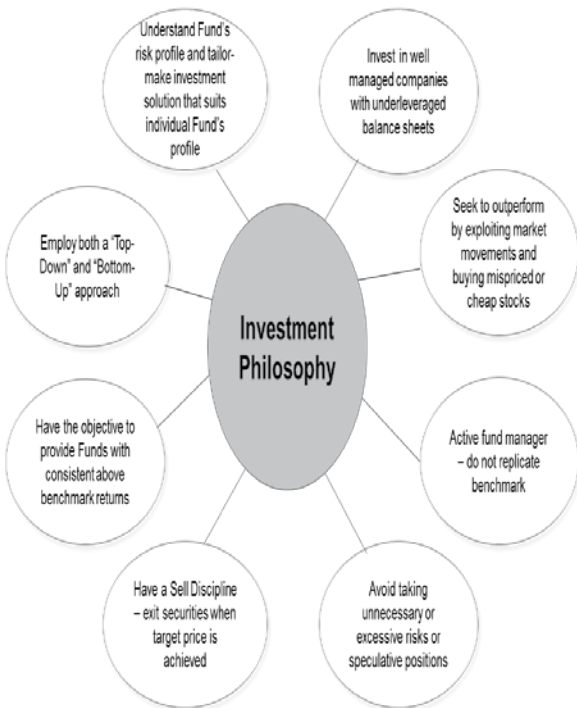 Understand Fund's
risk profile and tailor-
make investment
solution that suits
individual Fund's
profile
Invest in well
managed companies
with underleveraged
balance sheets
Employ both a "Top-
Down" and "Bottom-
Up" approach
Seek to outperform
by exploiting market
movements and
buying mispriced or
cheap stocks
Investment
Philosophy
Have the objective to
provide Funds with
consistent above
benchmark returns
Active fund manager
– do not replicate
benchmark
Have a Sell Discipline
– exit securities when
target price is
achieved
Avoid taking
unnecessary or
excessive risks or
speculative positions